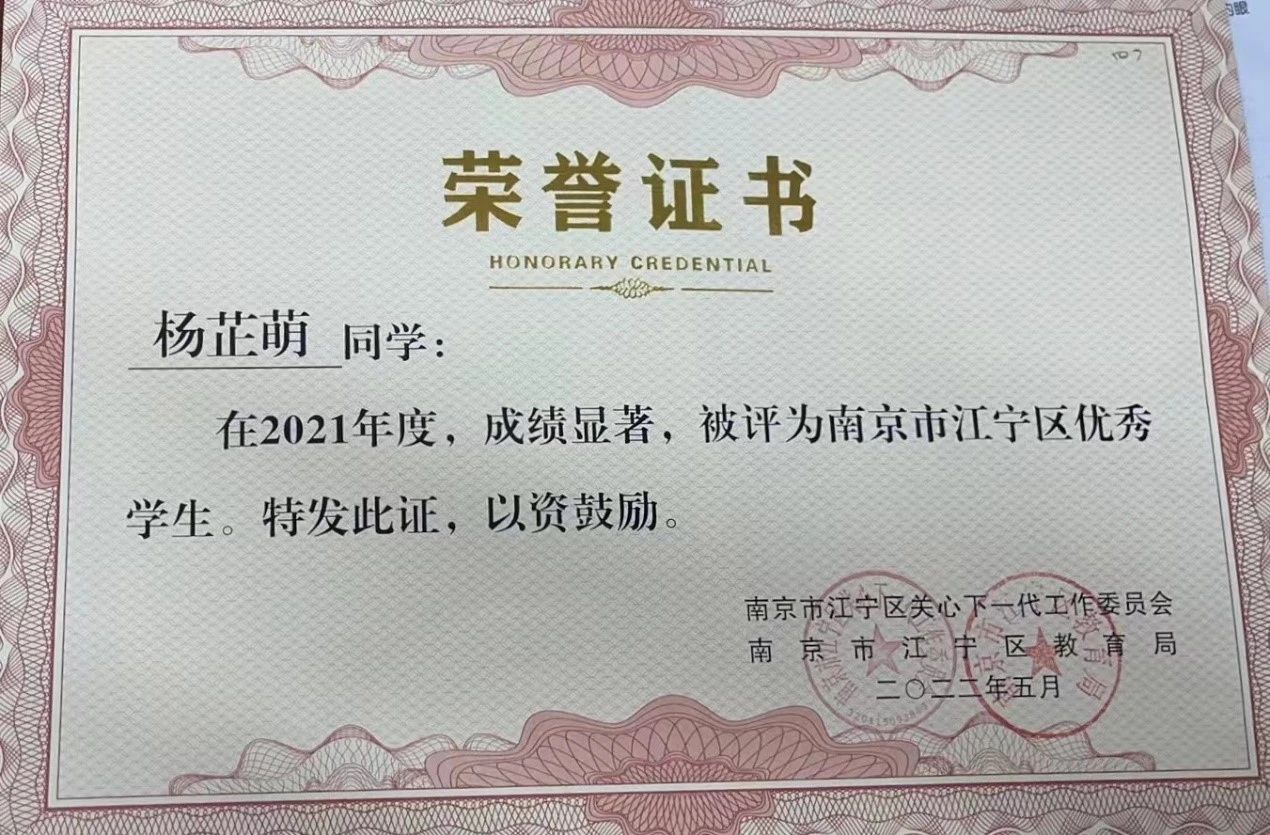 荣誉证书
HONORARY CREDENTIAL
杨芷萌 同学：
在2021年度，成绩显著，被评为南京市江宁区优秀
学生。特发此证，以资鼓励。
南京市江宁区关心下一代工作委员会
南京市江宁区教育局
二〇二二年五月